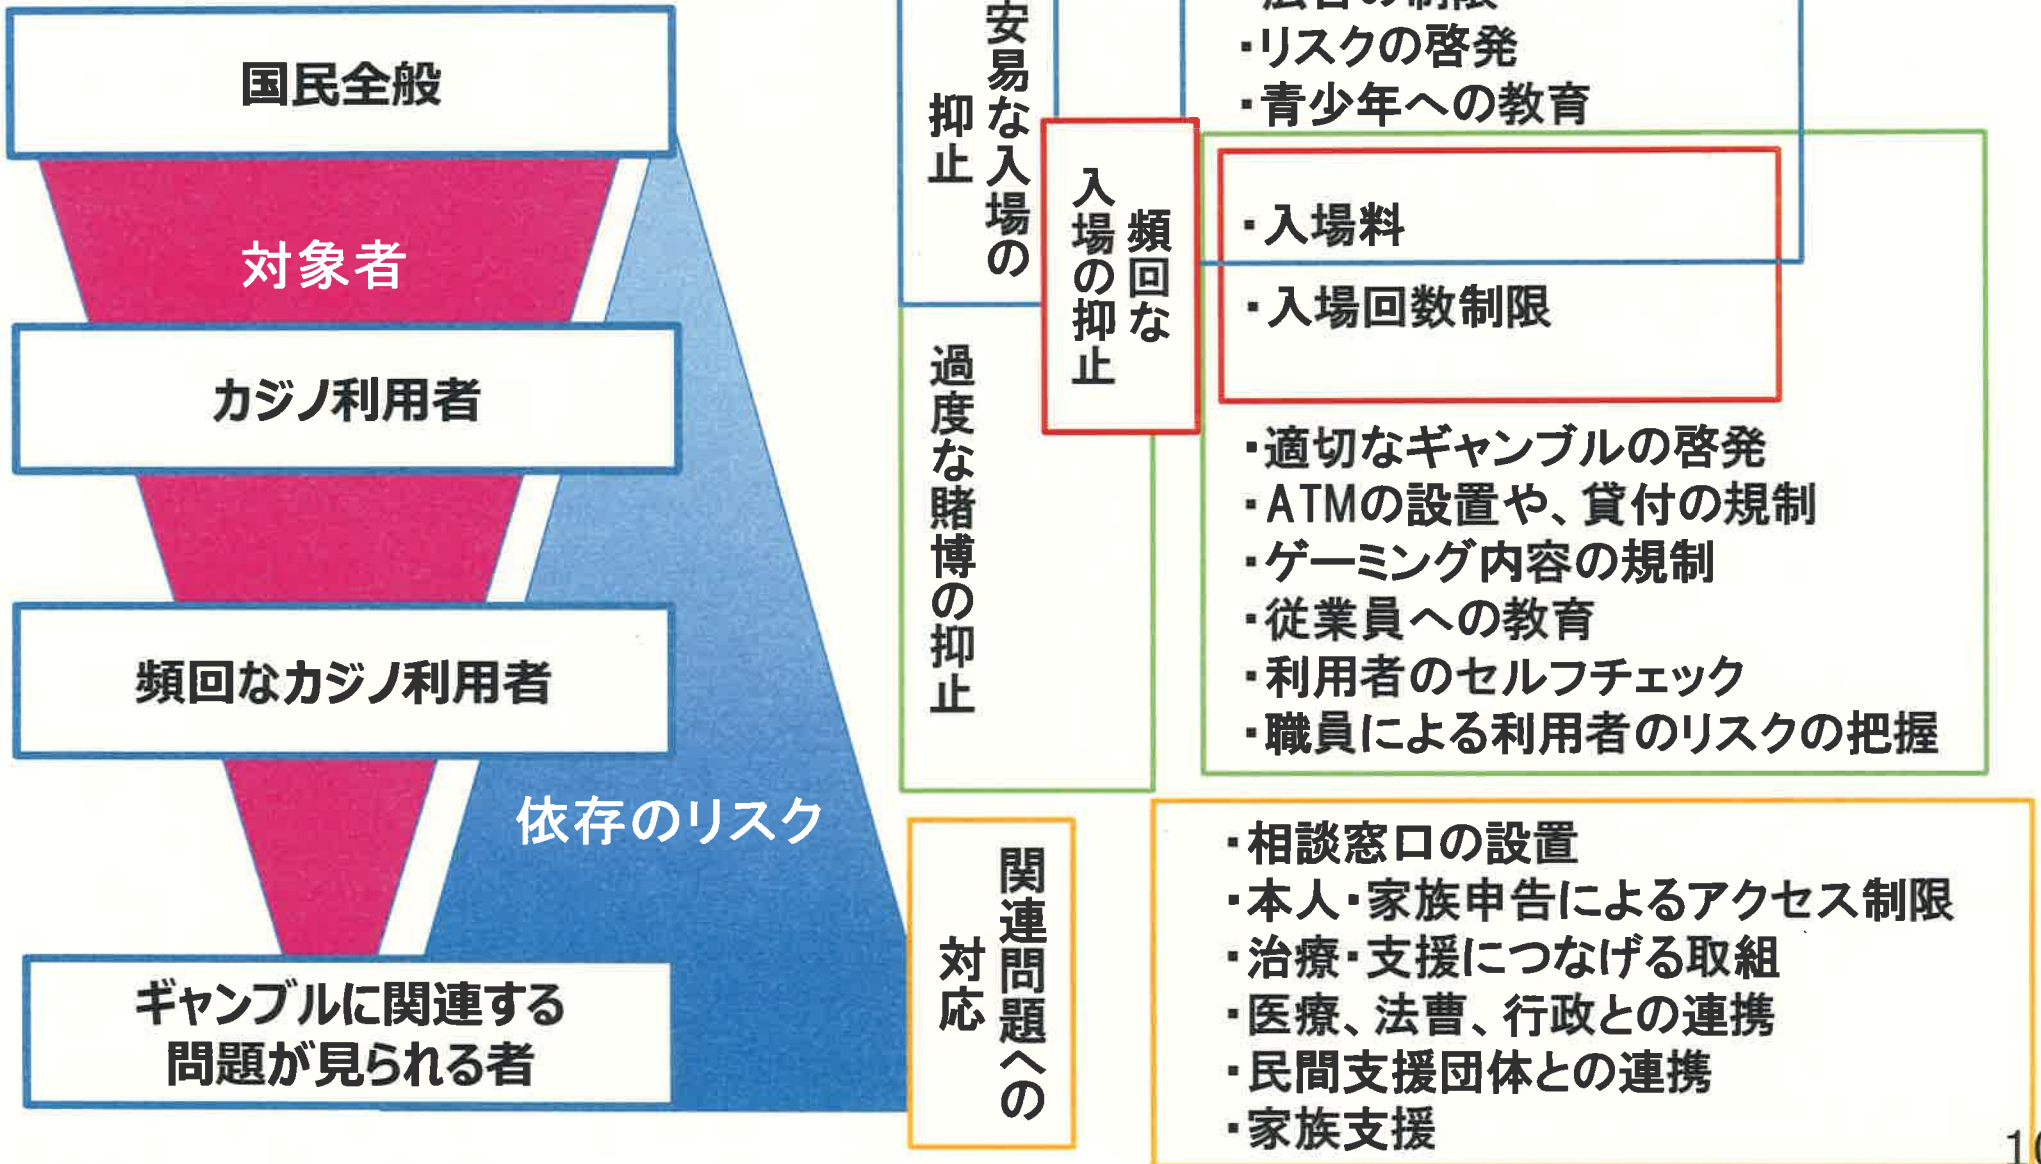 国民全般
対象者
カジノ利用者
頻回なカジノ利用者
依存のリスク
ギャンブルに関連する
問題が見られる者
安易な入場の
抑止
頻回な
入場の抑止
過度な賭博の抑止
関連問題への
対応
・広告の制限
・リスクの啓発
・青少年への教育
・入場料
・入場回数制限
・適切なギャンブルの啓発
・ATMの設置や、貸付の規制
・ゲーミング内容の規制
・従業員への教育
・利用者のセルフチェック
・職員による利用者のリスクの把握
・相談窓口の設置
・本人・家族申告によるアクセス制限
・治療・支援につなげる取組
・医療、法曹、行政との連携
・民間支援団体との連携
・家族支援